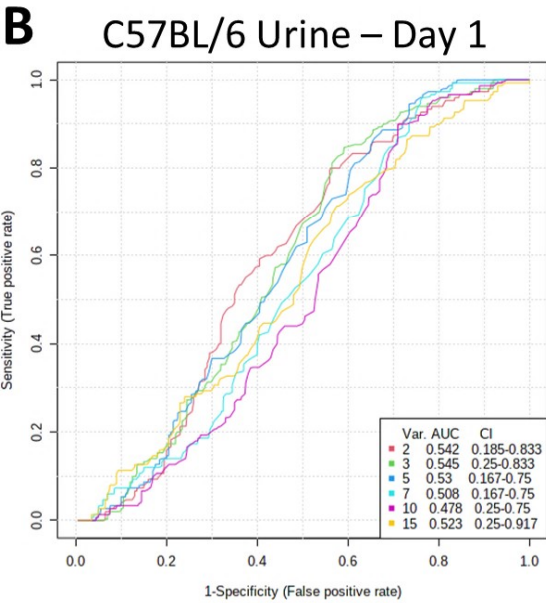 B
C57BL/6 Urine – Day 1
Sensitivity (True positive rate)
1.0
0.8
0.6
0.4
0.2
0.0
Var. AUC CI
2 0.542 0.185-0.833
3 0.545 0.25-0.833
5 0.53 0.167-0.75
7 0.508 0.167-0.75
10 0.478 0.25-0.75
15 0.523 0.25-0.917
0.0 0.2 0.4 0.6 0.8 1.0
1-Specificity (False positive rate)